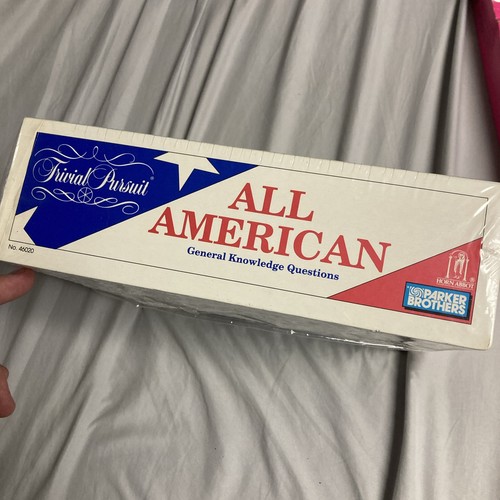 Trivial Pursuit®
ALL
AMERICAN
General Knowledge Questions
No. 46020
HORN ABBOT
®
PARKER
BROTHERS